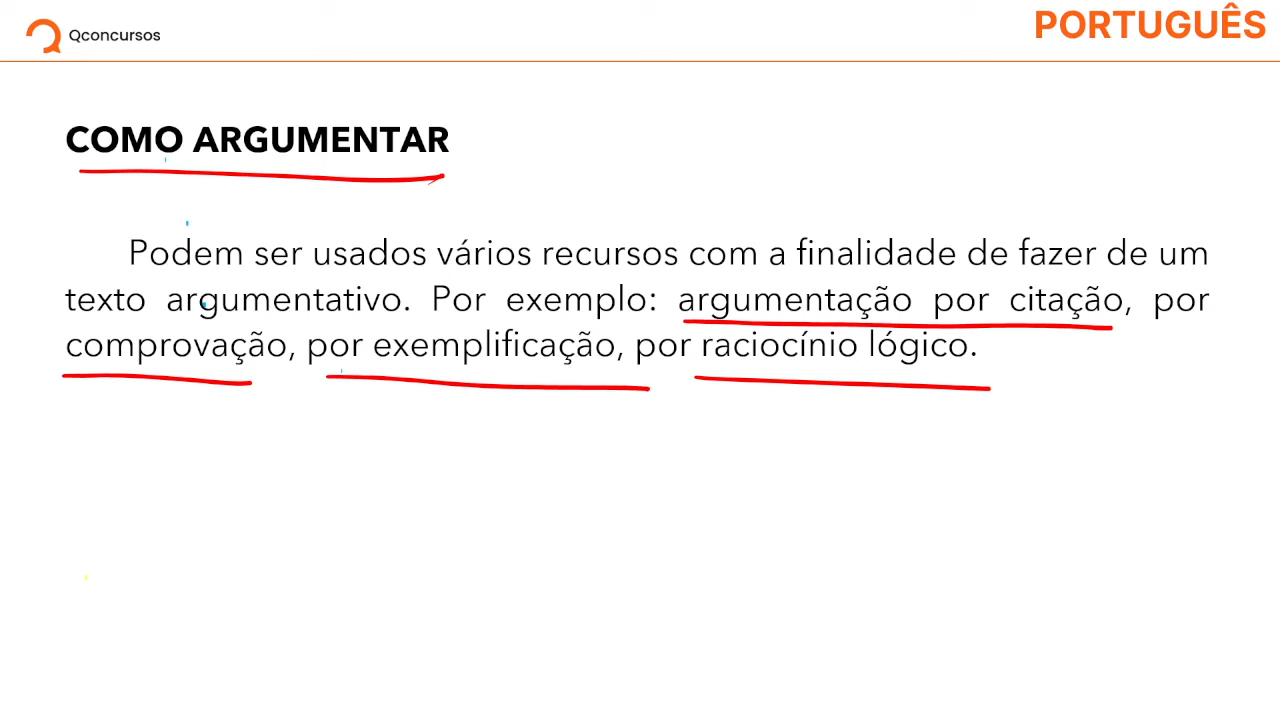 Qconcursos
PORTUGUÊS
COMO ARGUMENTAR
Podem ser usados vários recursos com a finalidade de fazer de um
texto argumentativo. Por exemplo: argumentação por citação, por
comprovação, por exemplificação, por raciocínio lógico.